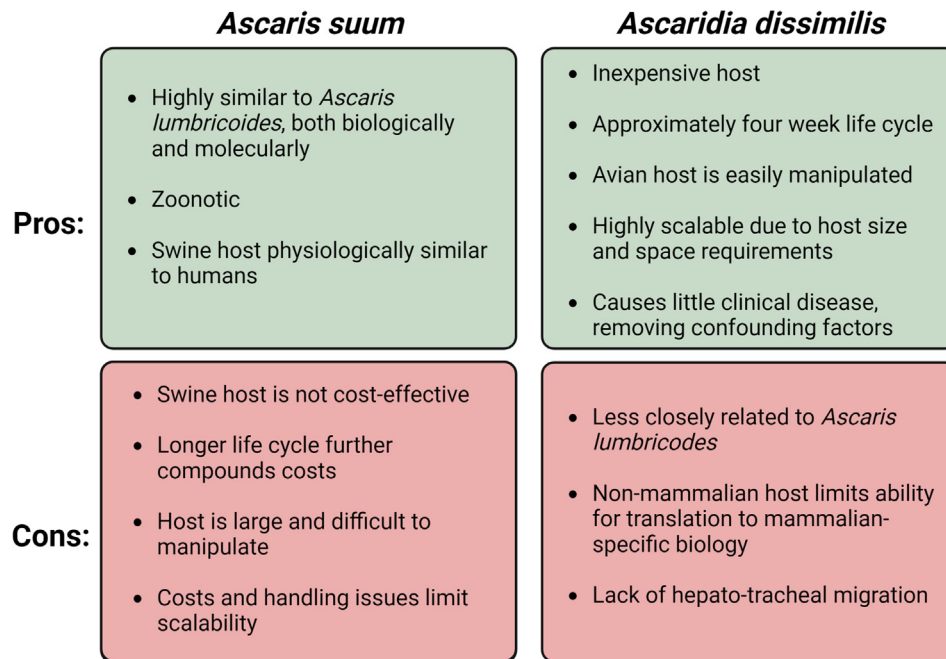 Ascaris suum
Ascaridia dissimilis
Pros:
• Highly similar to Ascaris
lumbricoides, both biologically
and molecularly
• Zoonotic
• Swine host physiologically similar
to humans
• Inexpensive host
• Approximately four week life cycle
• Avian host is easily manipulated
• Highly scalable due to host size
and space requirements
• Causes little clinical disease,
removing confounding factors
Cons:
• Swine host is not cost-effective
• Longer life cycle further
compounds costs
• Host is large and difficult to
manipulate
• Costs and handling issues limit
scalability
• Less closely related to Ascaris
lumbricodes
• Non-mammalian host limits ability
for translation to mammalian-
specific biology
• Lack of hepato-tracheal migration